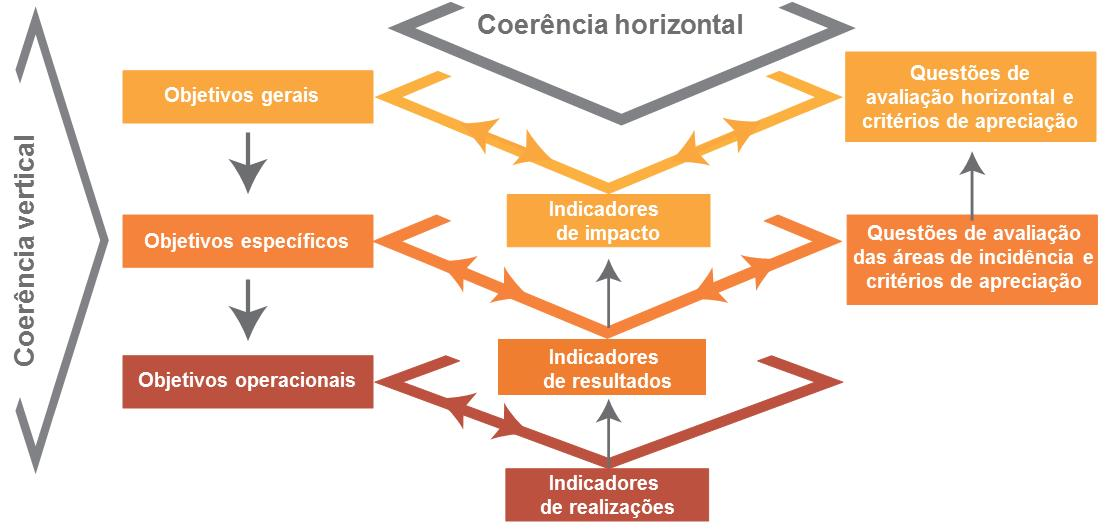 Coerência horizontal
Coerência vertical
Objetivos gerais
Questões de
avaliação horizontal e
critérios de apreciação
Indicadores
de impacto
Objetivos específicos
Questões de avaliação
das áreas de incidência e
critérios de apreciação
Indicadores
de resultados
Objetivos operacionais
Indicadores
de realizações